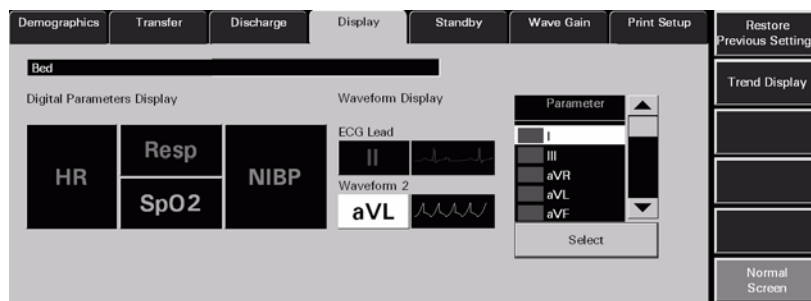 Demographics
Transfer
Discharge
Display
Standby
Wave Gain
Print Setup
Restore
Previous Setting
Bed
Trend Display
Digital Parameters Display
Waveform Display
Parameter
HR
Resp
SpO2
NIBP
ECG Lead
II
Waveform 2
aVL
I
III
aVR
aVL
aVF
Select
Normal
Screen